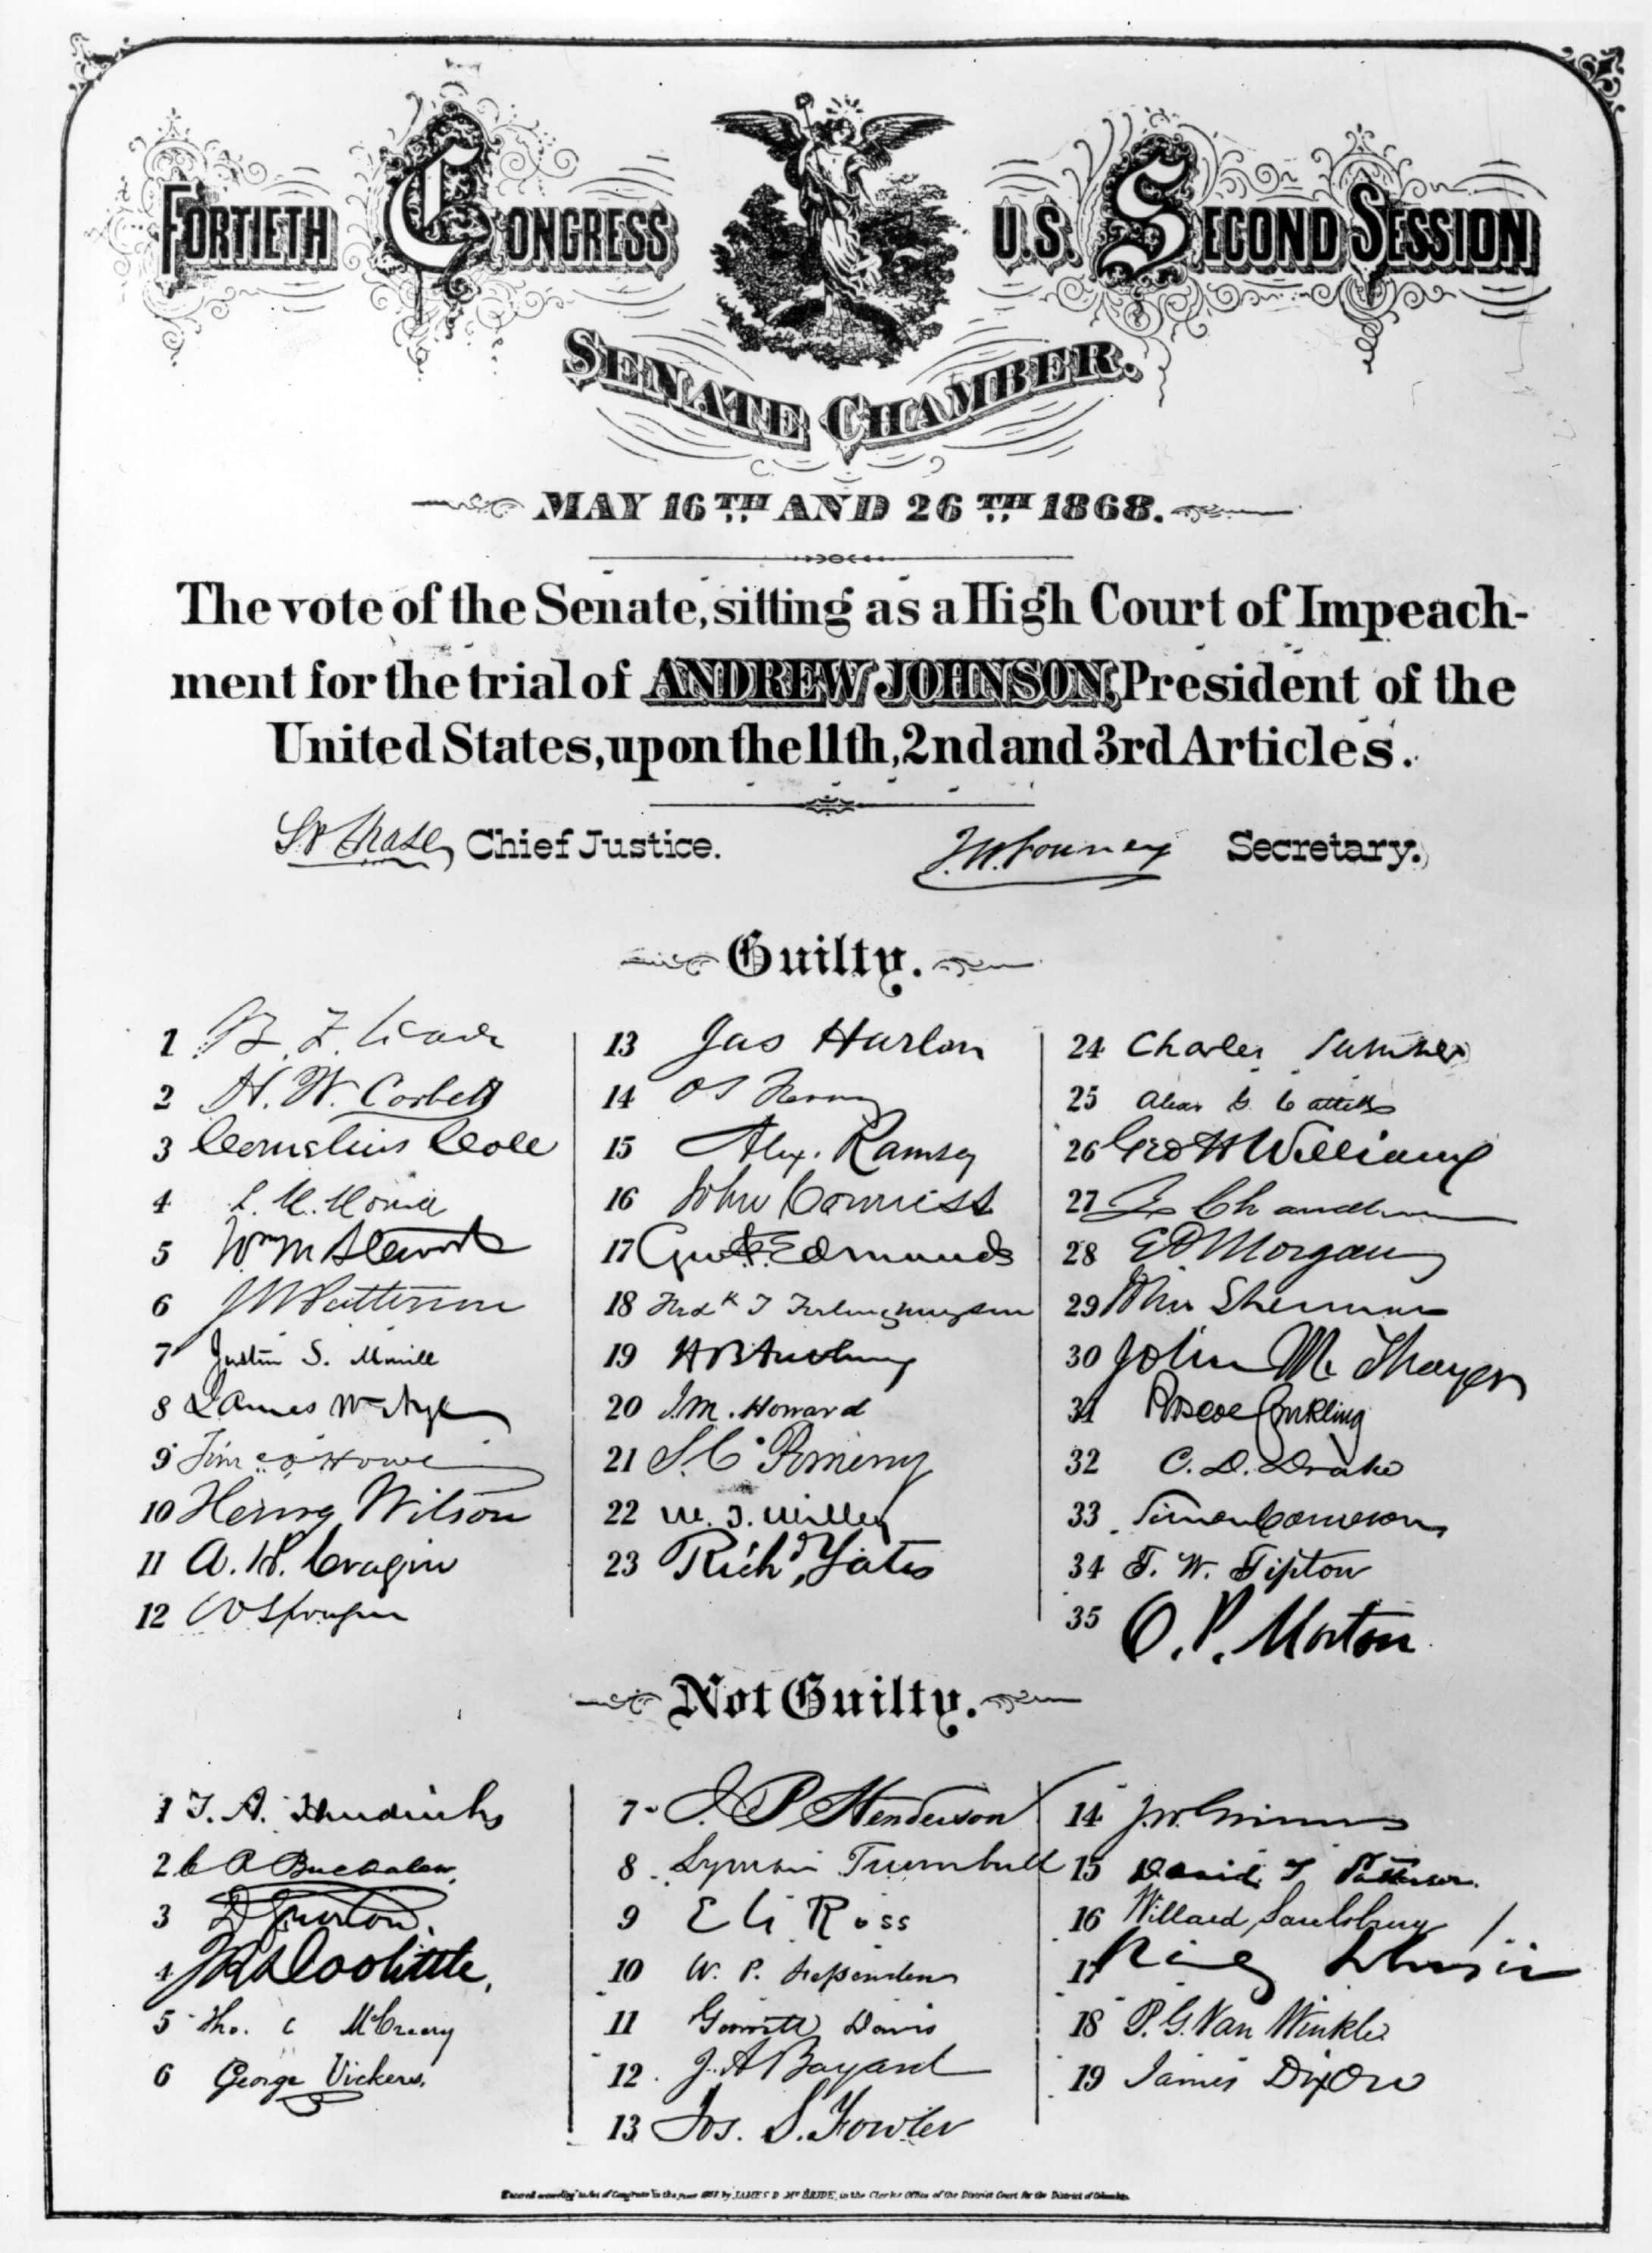 FORTIETH CONGRESS U.S. SECOND SESSION
SENATE CHAMBER.
MAY 16TH AND 26TH 1868.
The vote of the Senate, sitting as a High Court of Impeach-
ment for the trial of ANDREW JOHNSON, President of the
United States, upon the 11th, 2nd and 3rd Articles.
S P Chase, Chief Justice.
J. W. Forney Secretary.
Guilty.
1 B. F. Wade
2 H. W. Corbett
3 Cornelius Cole
4
5 Wm M Stewart
6 J W Patterson
7 Justin S. Morrill
8 James W Nye
9 Tim O Howe
10 Henry Wilson
11 A. H. Cragin
12 W Sprague
13 Jas Harlan
14 O S Ferry
15 Alex. Ramsey
16 John Conness
17 Geo F. Edmunds
18 Fredk T Frelinghuysen
19 H B Anthony
20 J. M. Howard
21 S. C. Pomeroy
22 W. T. Willey
23 Richd Yates
24 Charles Sumner
25 Alex G Cattell
26 Geo H Williams
27 Z Chandler
28 E D Morgan
29 John Sherman
30 John M Thayer
31 Roscoe Conkling
32 C. D. Drake
33 Simon Cameron
34 T. W. Tipton
35 O. P. Morton
Not Guilty.
1 T. A. Hendricks
2 C R Buckalew
3 D S Norton
4 J R Doolittle
5 Tho. C McCreery
6 George Vickers
7 J. B Henderson
8 Lyman Trumbull
9 E G Ross
10 W. P. Fessenden
11 Garrett Davis
12 J. A Bayard
13 Jos. S. Fowler
14 J. W. Grimes
15 David T Patterson
16 Willard Saulsbury
17
18 P. G. Van Winkle
19 James Dixon
Entered according to Act of Congress in the year by JAMES D. McBRIDE, in the Clerks Office of the District Court for the District of Columbia.